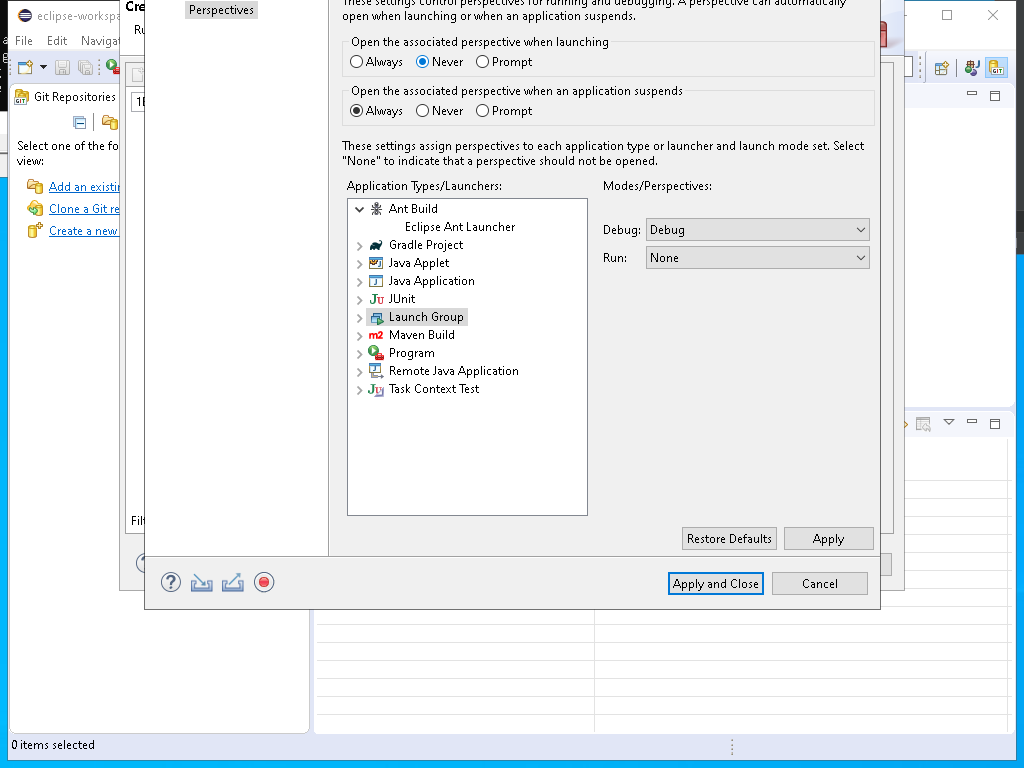 eclipse-workspa
Cre
Perspectives
These settings control perspectives for running and debugging. A perspective can automatically
open when launching or when an application suspends.
File Edit Navigat
Ru
Open the associated perspective when launching
Always Never Prompt
Open the associated perspective when an application suspends
Always Never Prompt
Git Repositories
These settings assign perspectives to each application type or launcher and launch mode set. Select
"None" to indicate that a perspective should not be opened.
Select one of the fo
view:
Add an existin
Clone a Git re
Create a new
Application Types/Launchers:
Modes/Perspectives:
Ant Build
Eclipse Ant Launcher
Gradle Project
Java Applet
Java Application
JUnit
Launch Group
Maven Build
Program
Remote Java Application
Task Context Test
Debug: Debug
Run: None
Filt
Restore Defaults Apply
Apply and Close Cancel
0 items selected